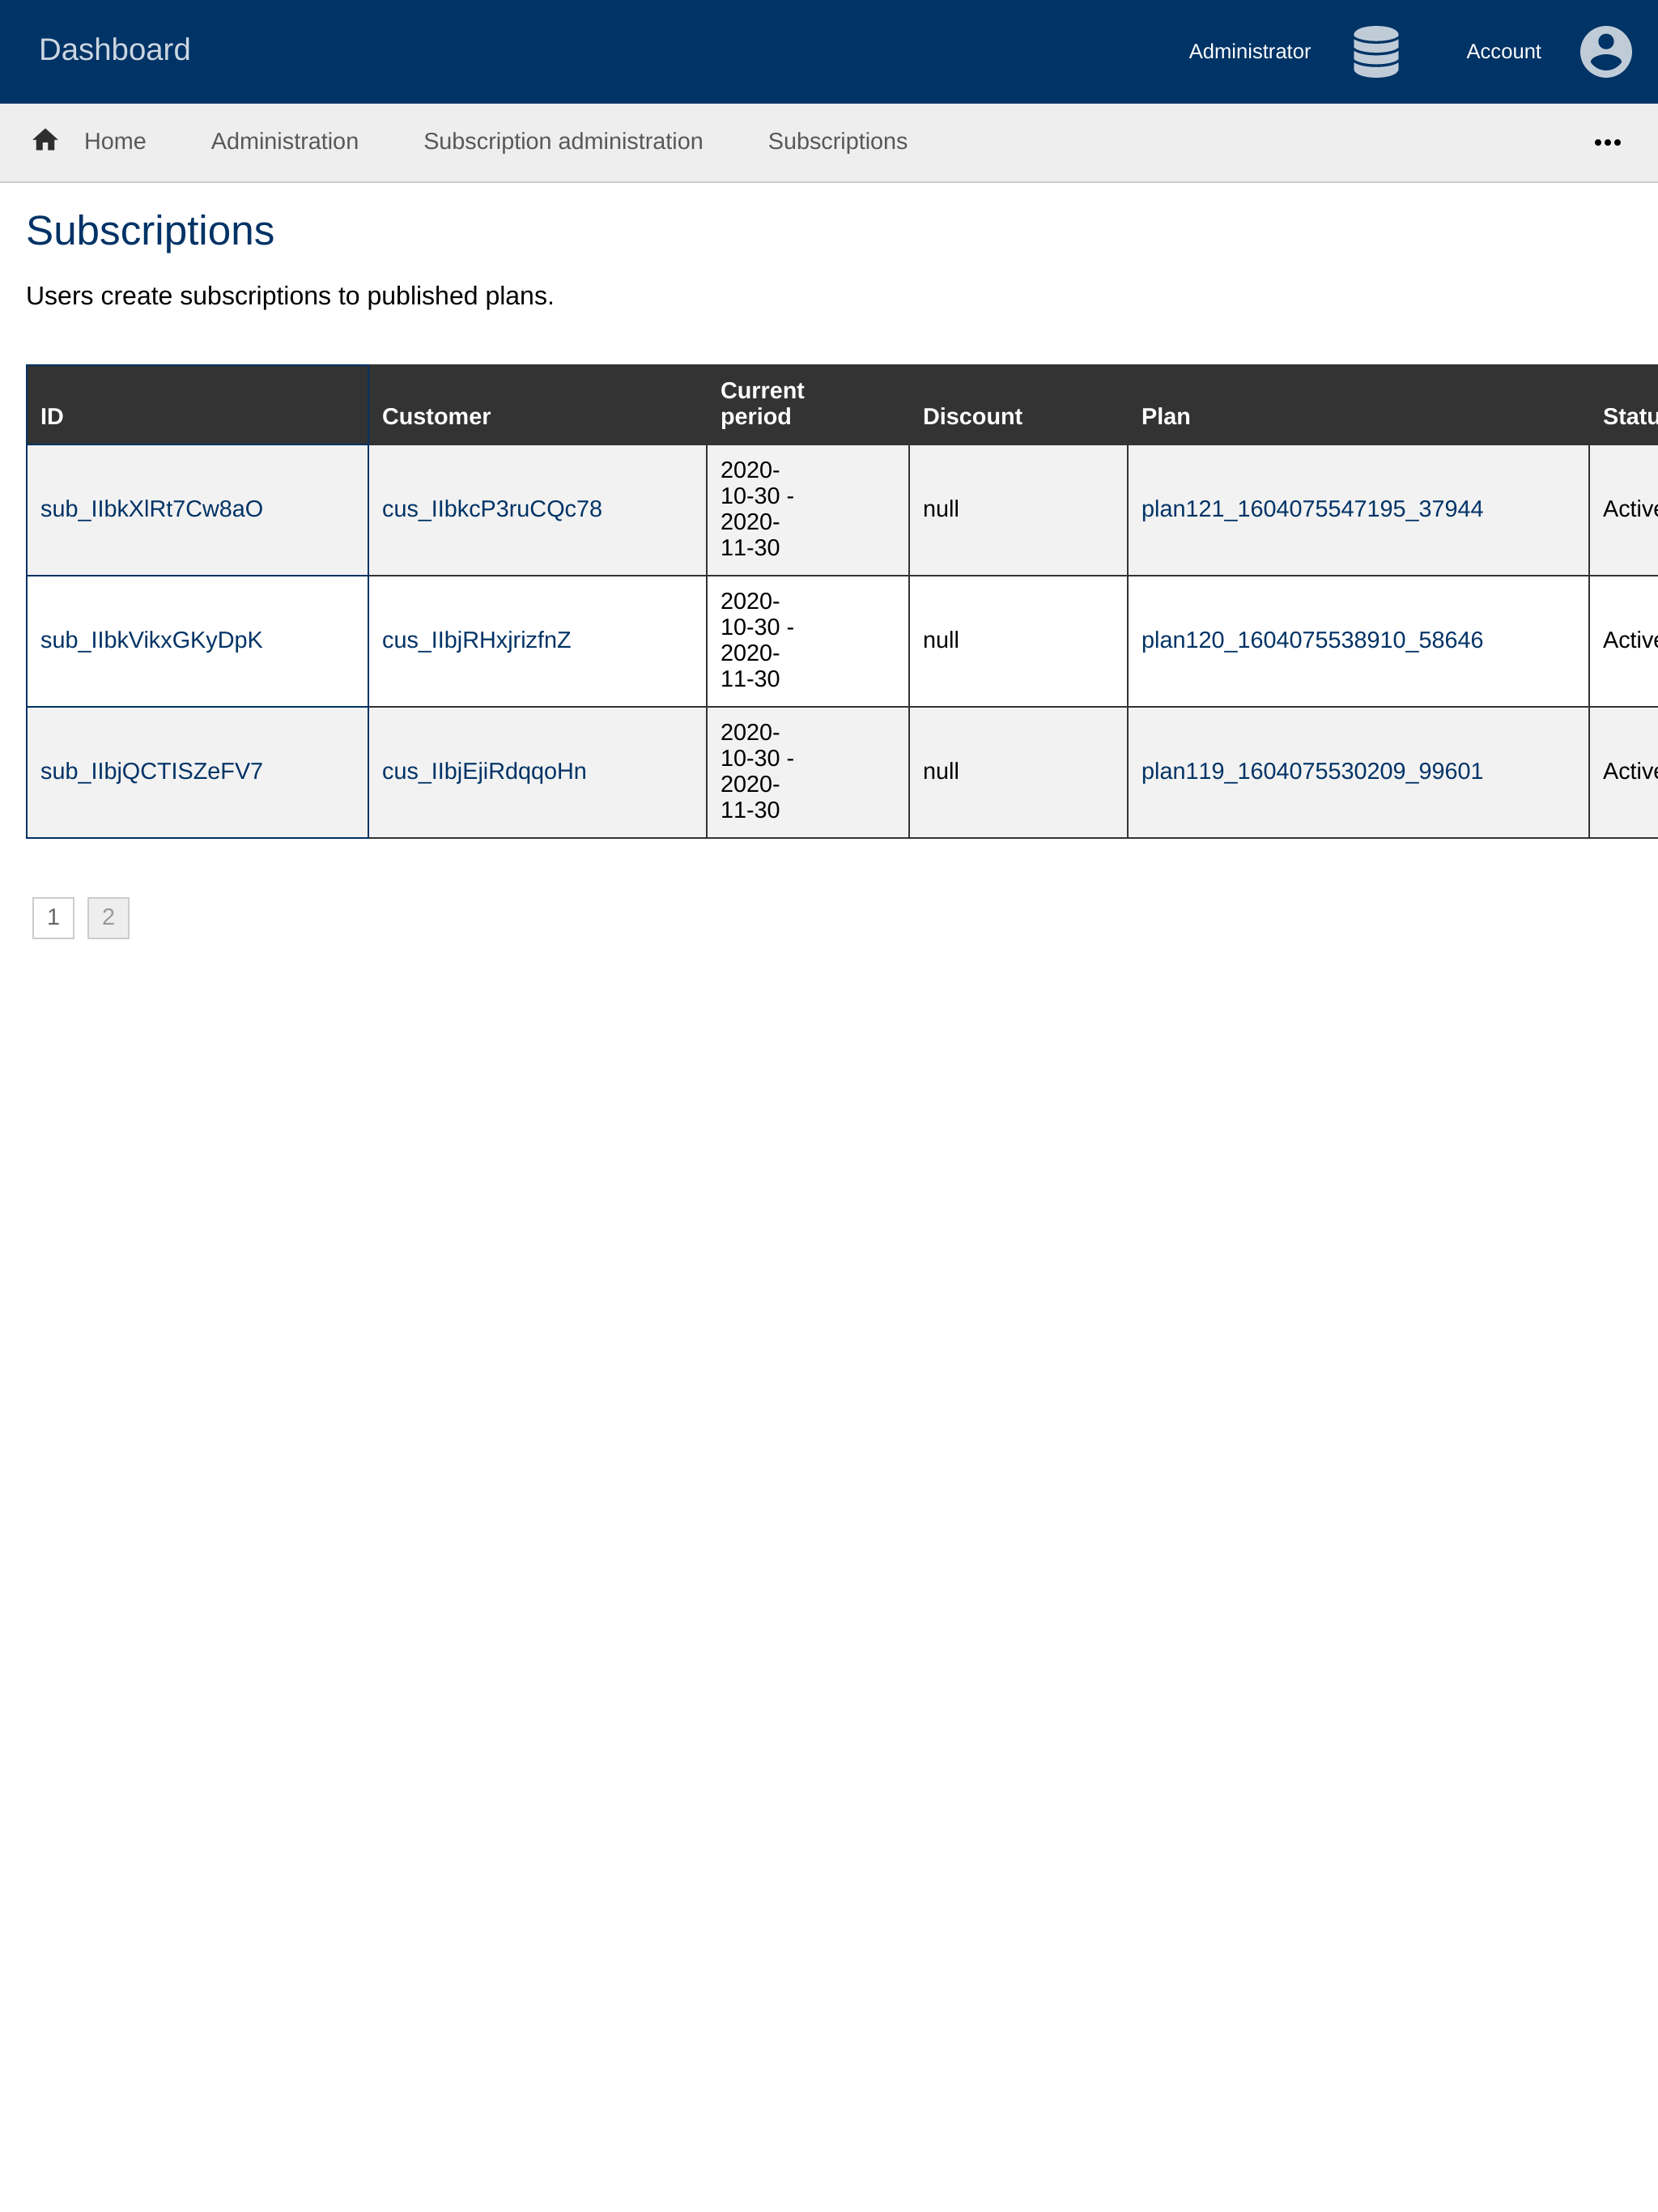 Dashboard
Administrator
Account
Home
Administration
Subscription administration
Subscriptions
Subscriptions
Users create subscriptions to published plans.
ID
Customer
Current
period
Discount
Plan
Statu
sub_IIbkXlRt7Cw8aO
cus_IIbkcP3ruCQc78
2020-
10-30 -
2020-
11-30
null
plan121_1604075547195_37944
Active
sub_IIbkVikxGKyDpK
cus_IIbjRHxjrizfnZ
2020-
10-30 -
2020-
11-30
null
plan120_1604075538910_58646
Active
sub_IIbjQCTISZeFV7
cus_IIbjEjiRdqqoHn
2020-
10-30 -
2020-
11-30
null
plan119_1604075530209_99601
Active
1
2